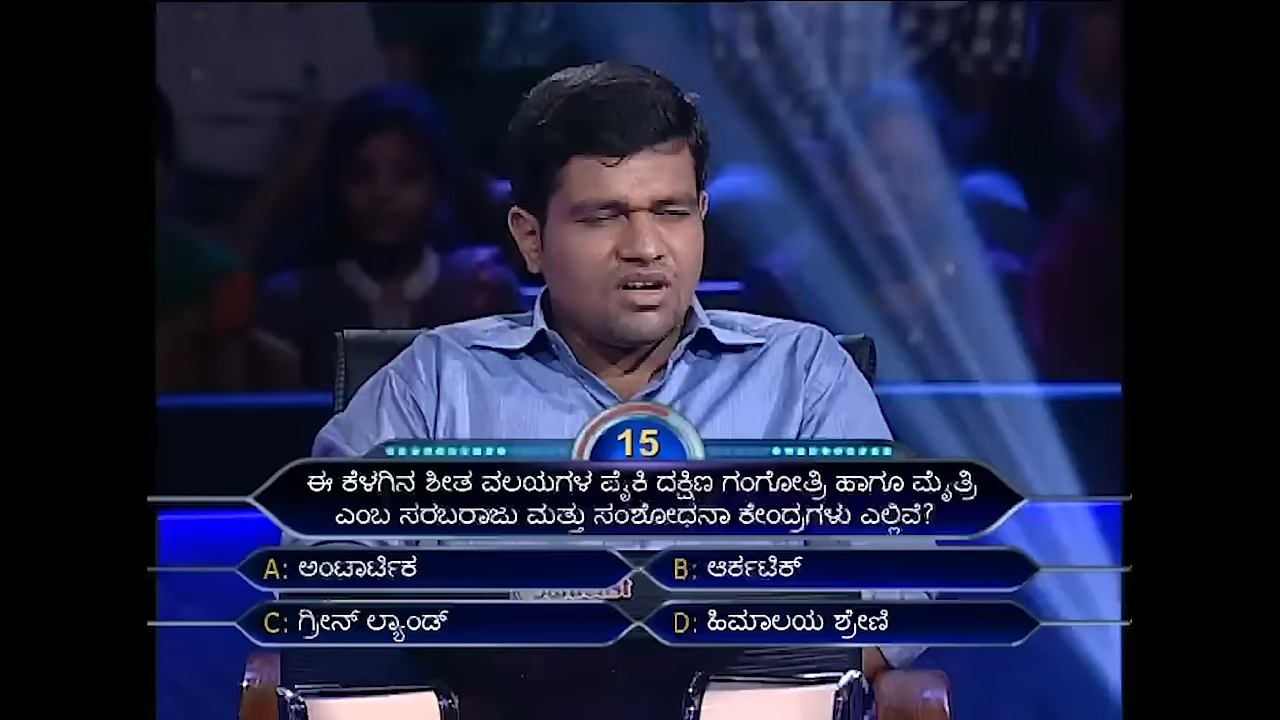 15
ಈ ಕೆಳಗಿನ ಶೀತ ವಲಯಗಳ ಪೈಕಿ ದಕ್ಷಿಣ ಗಂಗೋತ್ರಿ ಹಾಗೂ ಮೈತ್ರಿ
ಎಂಬ ಸರಬರಾಜು ಮತ್ತು ಸಂಶೋಧನಾ ಕೇಂದ್ರಗಳು ಎಲ್ಲಿವೆ?
A: ಅಂಟಾರ್ಟಿಕ
B: ಆರ್ಕಟಿಕ್
C: ಗ್ರೀನ್ ಲ್ಯಾಂಡ್
D: ಹಿಮಾಲಯ ಶ್ರೇಣಿ